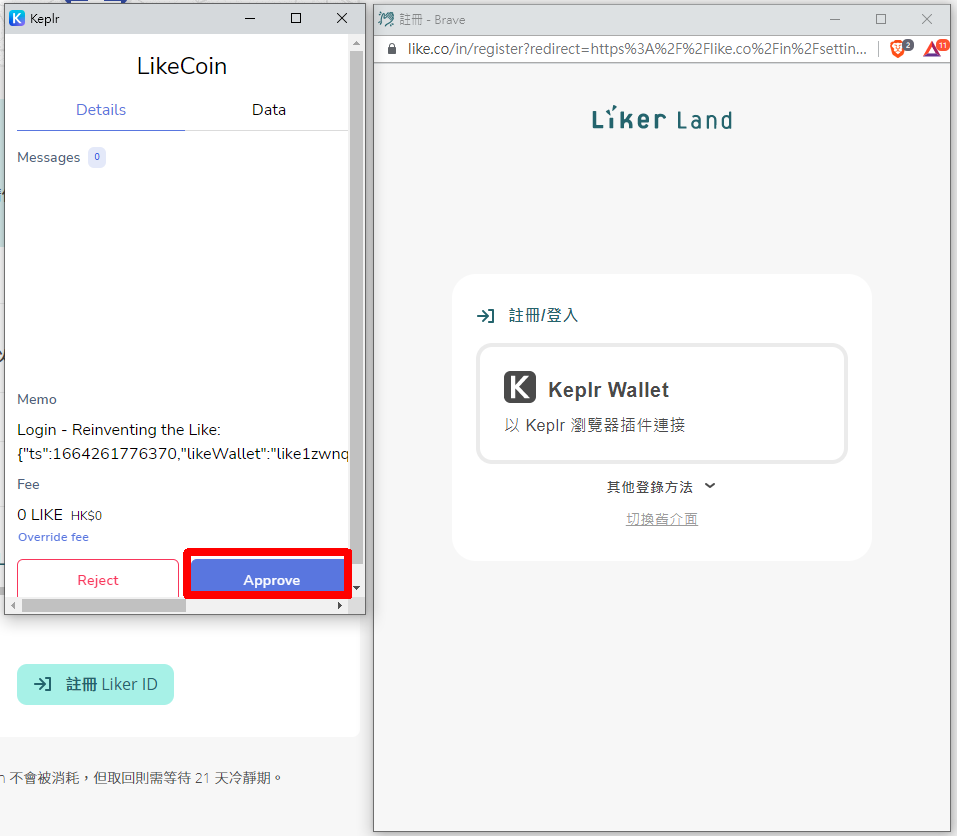 Keplr
LikeCoin
Details
Data
Messages 0
Memo
Login - Reinventing the Like:
{"ts":1664261776370,"likeWallet":"like1zwnq
Fee
0 LIKE HK$0
Override fee
Reject
Approve
註冊 Liker ID
不會被消耗，但取回則需等待 21 天冷靜期。
註冊 - Brave
like.co/in/register?redirect=https%3A%2F%2Flike.co%2Fin%2Fsettin...
2
11
Liker Land
註冊/登入
K Keplr Wallet
以 Keplr 瀏覽器插件連接
其他登錄方法
切換舊介面